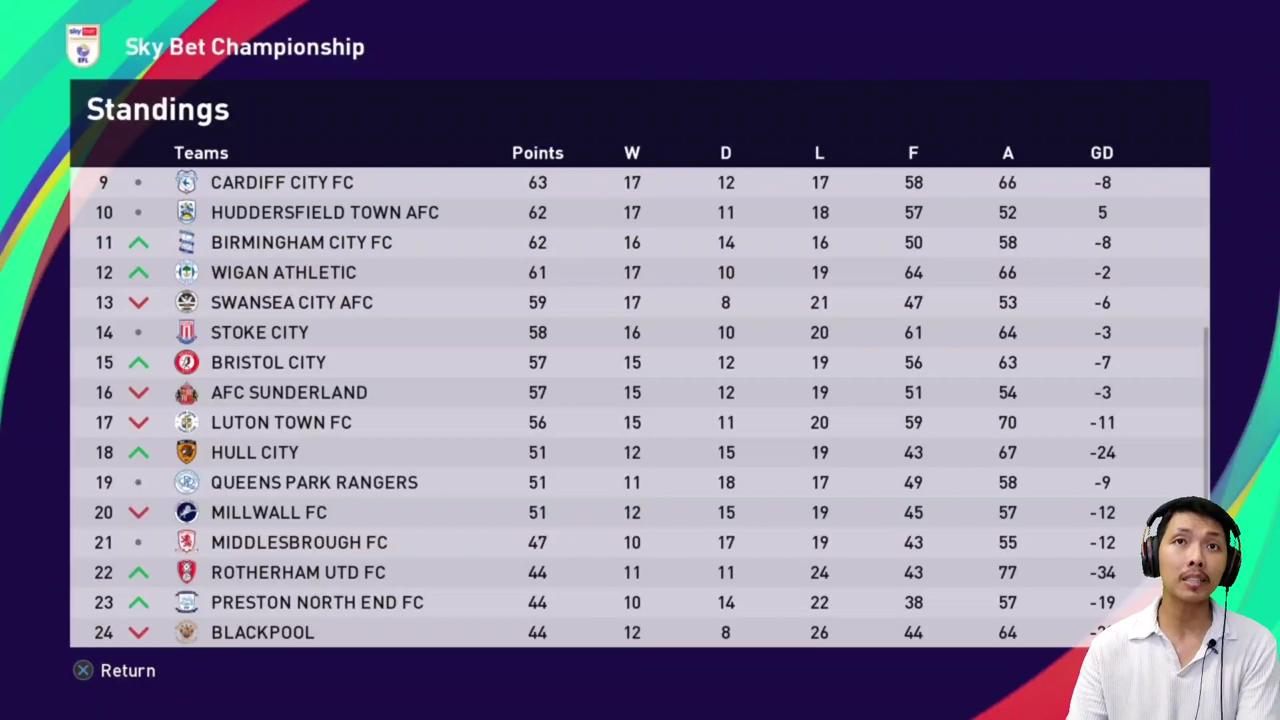 sky bet
EFL
Sky Bet Championship
Standings
Teams Points W D L F A GD
9 CARDIFF CITY FC 63 17 12 17 58 66 -8
10 HUDDERSFIELD TOWN AFC 62 17 11 18 57 52 5
11 BIRMINGHAM CITY FC 62 16 14 16 50 58 -8
12 WIGAN ATHLETIC 61 17 10 19 64 66 -2
13 SWANSEA CITY AFC 59 17 8 21 47 53 -6
14 STOKE CITY 58 16 10 20 61 64 -3
15 BRISTOL CITY 57 15 12 19 56 63 -7
16 AFC SUNDERLAND 57 15 12 19 51 54 -3
17 LUTON TOWN FC 56 15 11 20 59 70 -11
18 HULL CITY 51 12 15 19 43 67 -24
19 QUEENS PARK RANGERS 51 11 18 17 49 58 -9
20 MILLWALL FC 51 12 15 19 45 57 -12
21 MIDDLESBROUGH FC 47 10 17 19 43 55 -12
22 ROTHERHAM UTD FC 44 11 11 24 43 77 -34
23 PRESTON NORTH END FC 44 10 14 22 38 57 -19
24 BLACKPOOL 44 12 8 26 44 64
Return